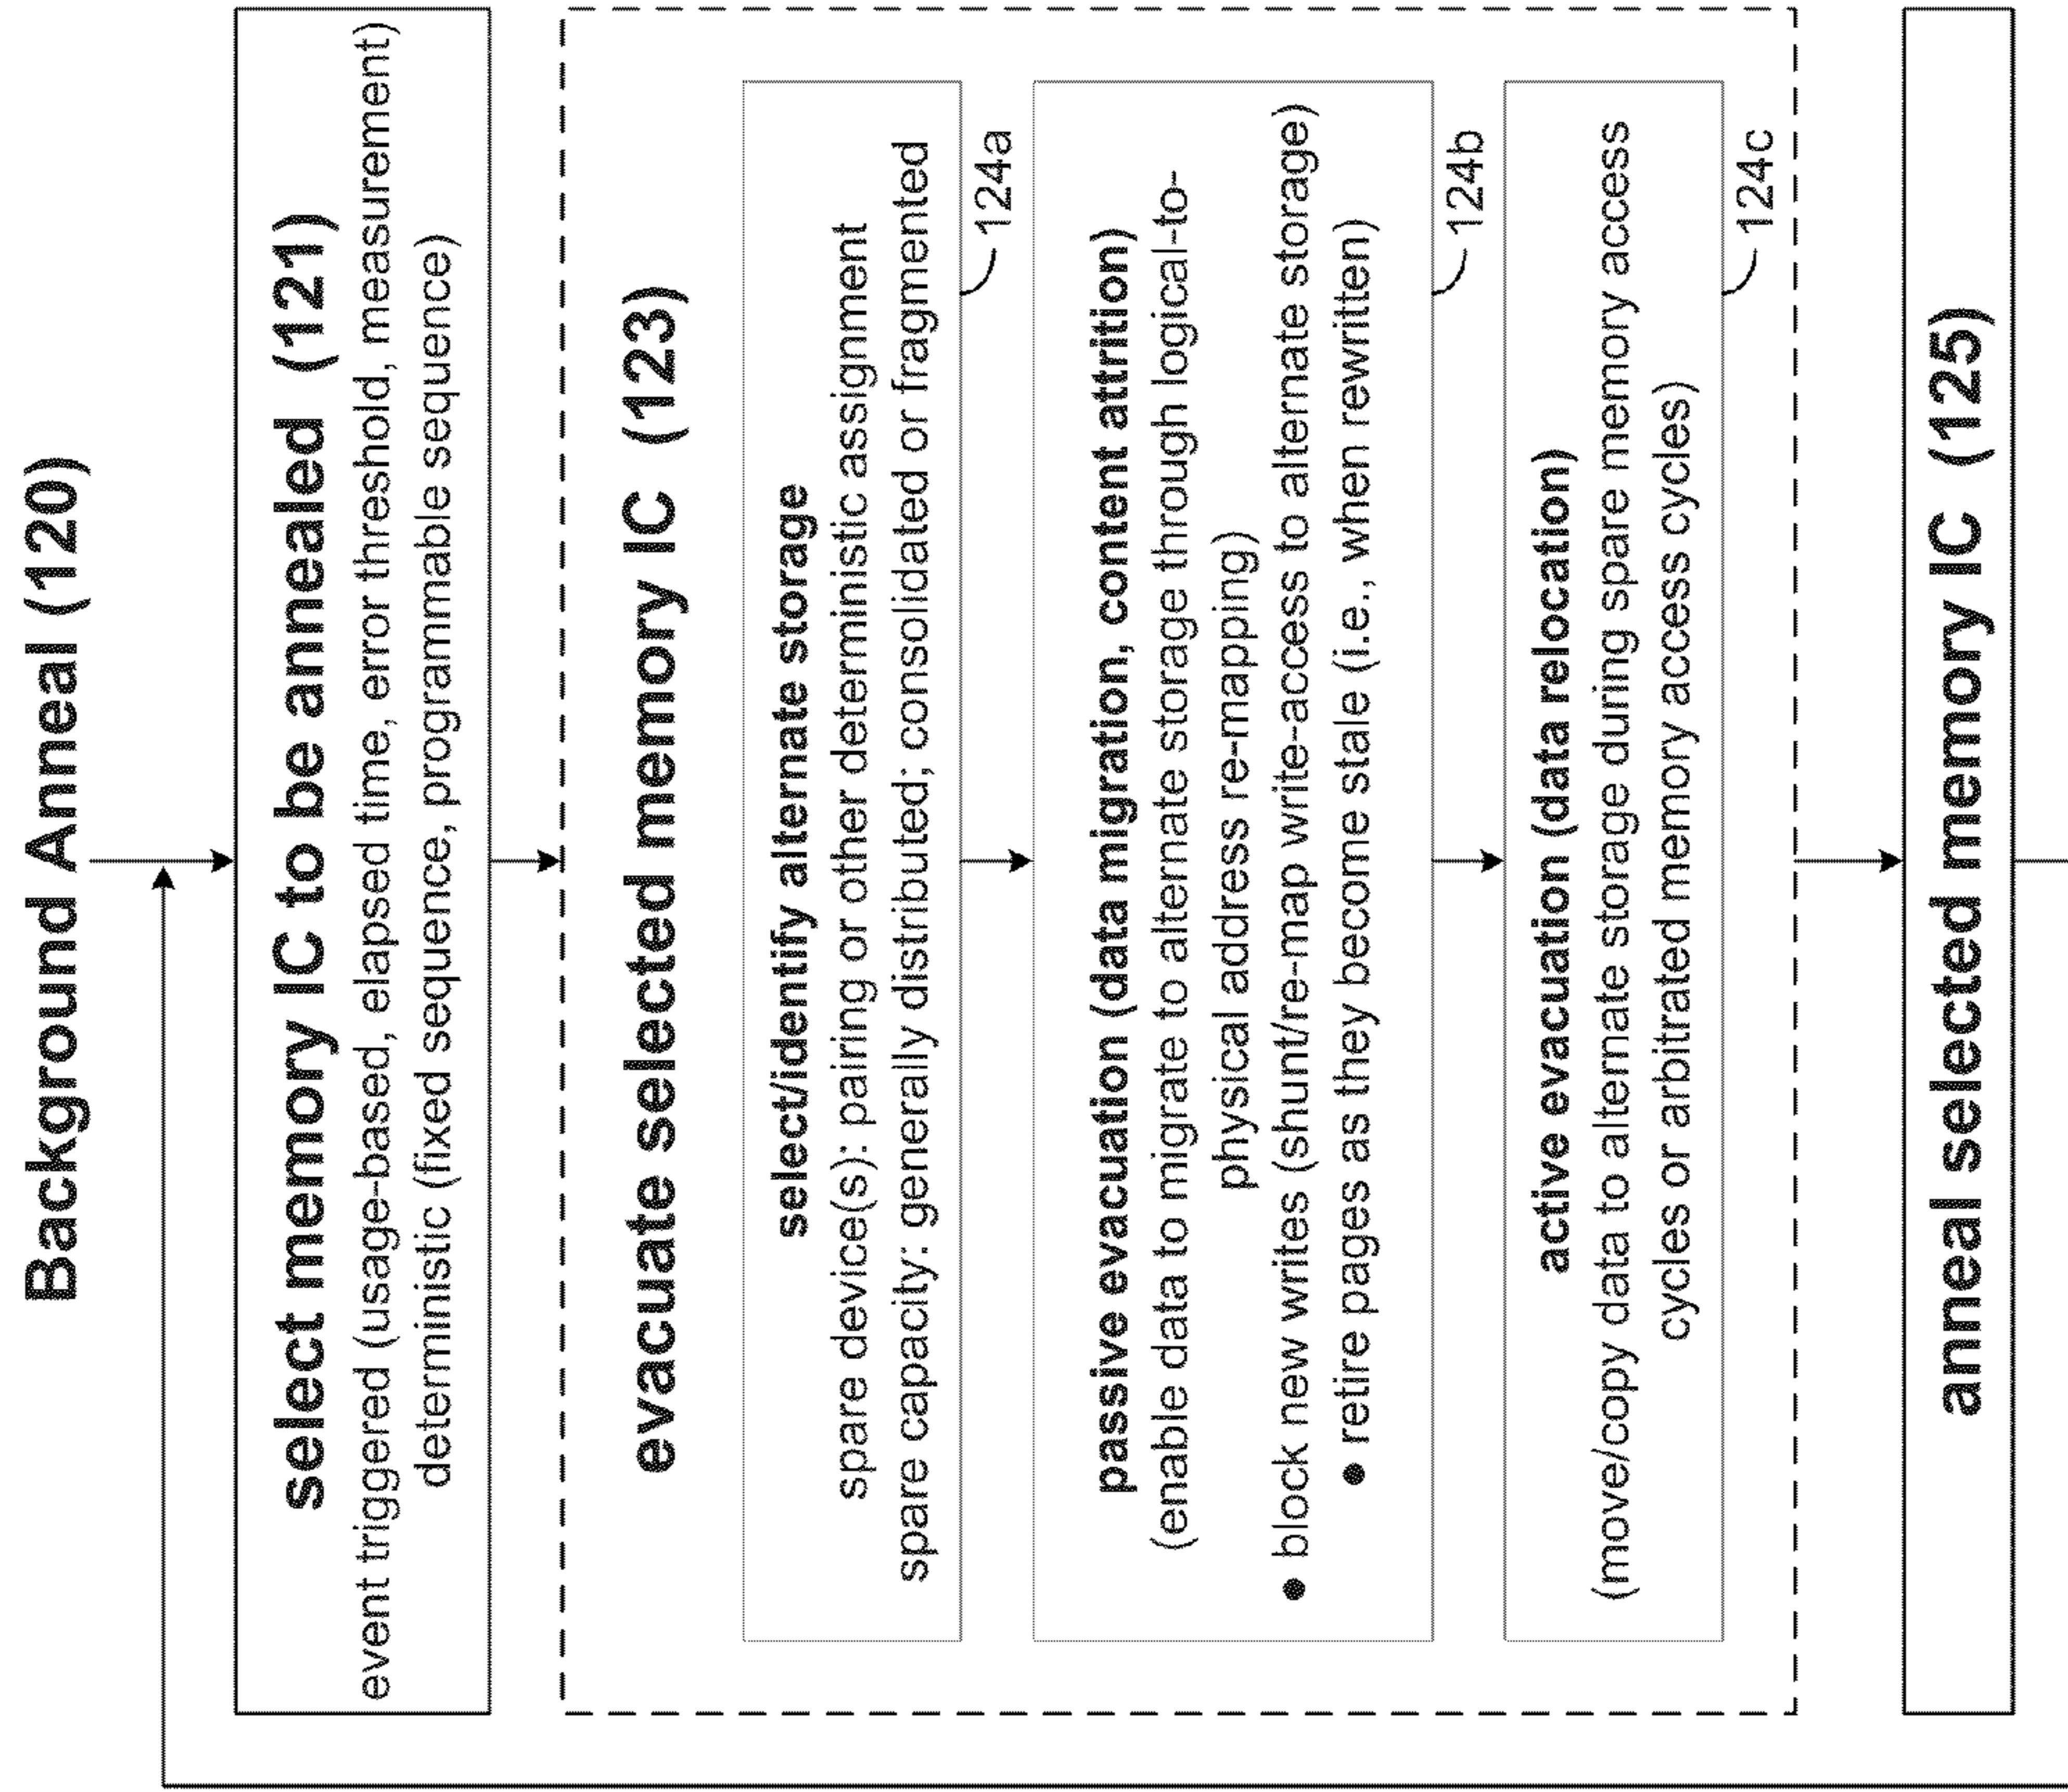 Background Anneal (120)
select memory IC to be annealed (121)
event triggered (usage-based, elapsed time, error threshold, measurement)
deterministic (fixed sequence, programmable sequence)
evacuate selected memory IC (123)
select/identify alternate storage
spare device(s): pairing or other deterministic assignment
spare capacity: generally distributed; consolidated or fragmented
124a
passive evacuation (data migration, content attrition)
(enable data to migrate to alternate storage through logical-to-
physical address re-mapping)
● block new writes (shunt/re-map write-access to alternate storage)
● retire pages as they become stale (i.e., when rewritten)
124b
active evacuation (data relocation)
(move/copy data to alternate storage during spare memory access
cycles or arbitrated memory access cycles)
124c
anneal selected memory IC (125)